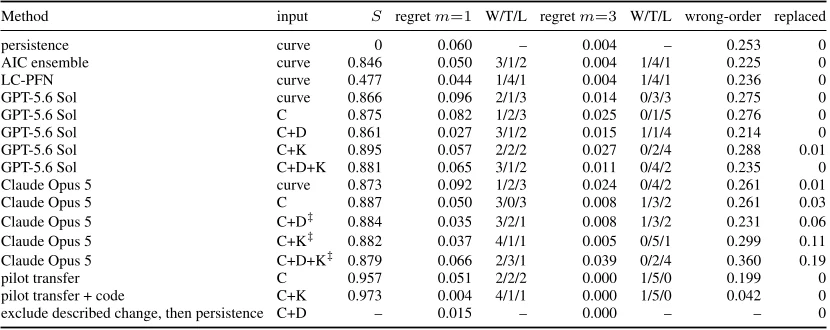 Method input S regret m=1 W/T/L regret m=3 W/T/L wrong-order replaced
persistence curve 0 0.060 – 0.004 – 0.253 0
AIC ensemble curve 0.846 0.050 3/1/2 0.004 1/4/1 0.225 0
LC-PFN curve 0.477 0.044 1/4/1 0.004 1/4/1 0.236 0
GPT-5.6 Sol curve 0.866 0.096 2/1/3 0.014 0/3/3 0.275 0
GPT-5.6 Sol C 0.875 0.082 1/2/3 0.025 0/1/5 0.276 0
GPT-5.6 Sol C+D 0.861 0.027 3/1/2 0.015 1/1/4 0.214 0
GPT-5.6 Sol C+K 0.895 0.057 2/2/2 0.027 0/2/4 0.288 0.01
GPT-5.6 Sol C+D+K 0.881 0.065 3/1/2 0.011 0/4/2 0.235 0
Claude Opus 5 curve 0.873 0.092 1/2/3 0.024 0/4/2 0.261 0.01
Claude Opus 5 C 0.887 0.050 3/0/3 0.008 1/3/2 0.261 0.03
Claude Opus 5 C+D‡ 0.884 0.035 3/2/1 0.008 1/3/2 0.231 0.06
Claude Opus 5 C+K‡ 0.882 0.037 4/1/1 0.005 0/5/1 0.299 0.11
Claude Opus 5 C+D+K‡ 0.879 0.066 2/3/1 0.039 0/2/4 0.360 0.19
pilot transfer C 0.957 0.051 2/2/2 0.000 1/5/0 0.199 0
pilot transfer + code C+K 0.973 0.004 4/1/1 0.000 1/5/0 0.042 0
exclude described change, then persistence C+D – 0.015 – 0.000 – – 0